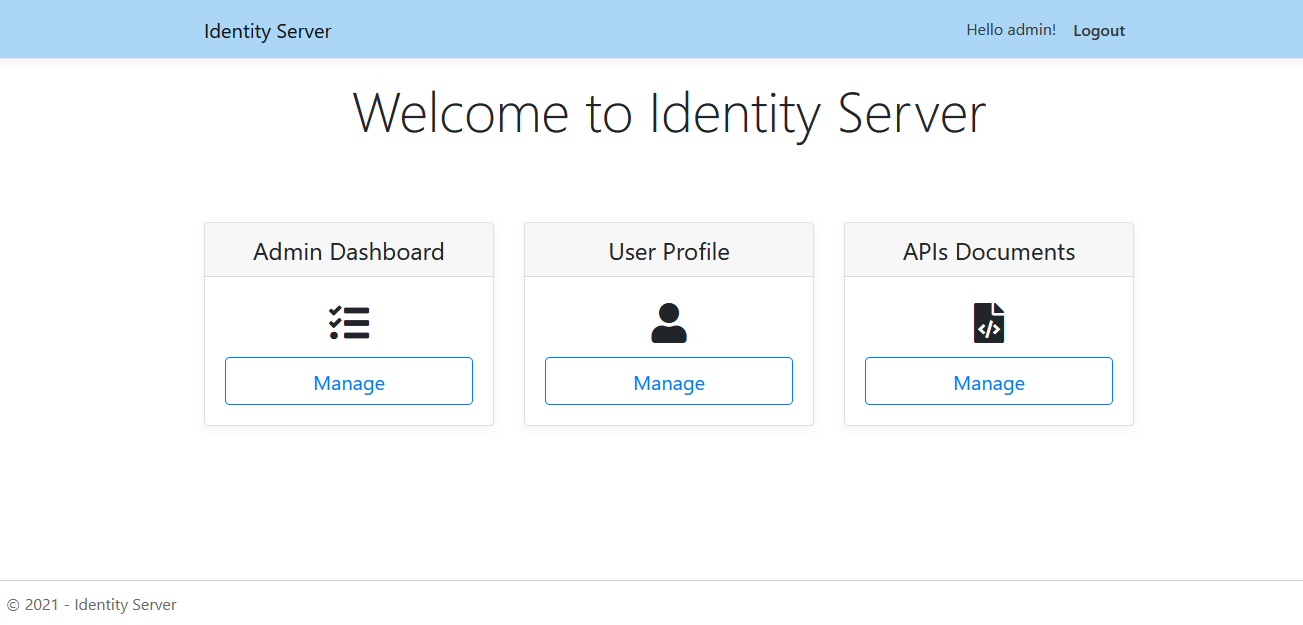 Identity Server
Hello admin! Logout
Welcome to Identity Server
Admin Dashboard
Manage
User Profile
Manage
APIs Documents
Manage
© 2021 - Identity Server